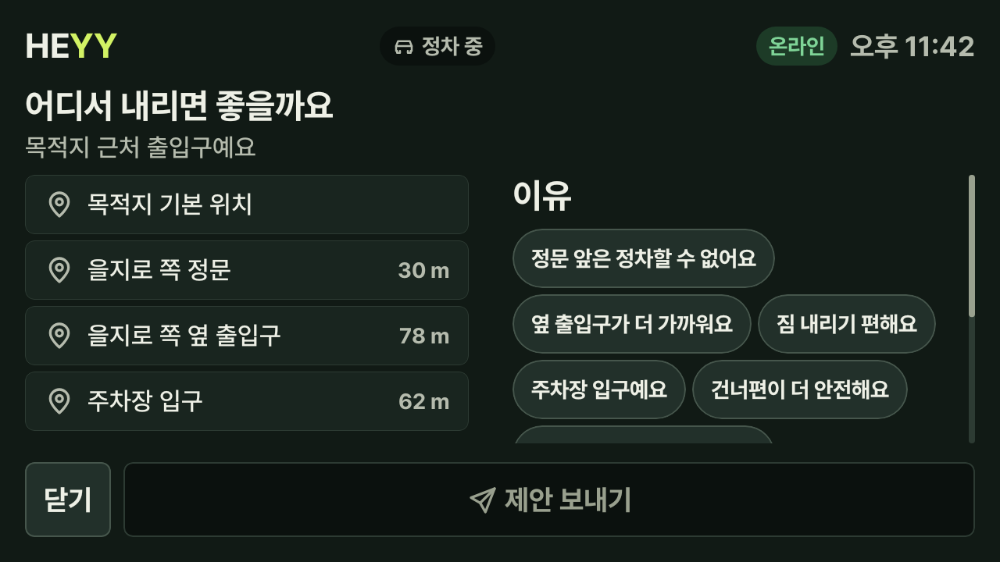 HEYY
정차 중
온라인
오후 11:42
어디서 내리면 좋을까요
목적지 근처 출입구예요
목적지 기본 위치
을지로 쪽 정문 30 m
을지로 쪽 옆 출입구 78 m
주차장 입구 62 m
이유
정문 앞은 정차할 수 없어요
옆 출입구가 더 가까워요
짐 내리기 편해요
주차장 입구예요
건너편이 더 안전해요
닫기
제안 보내기